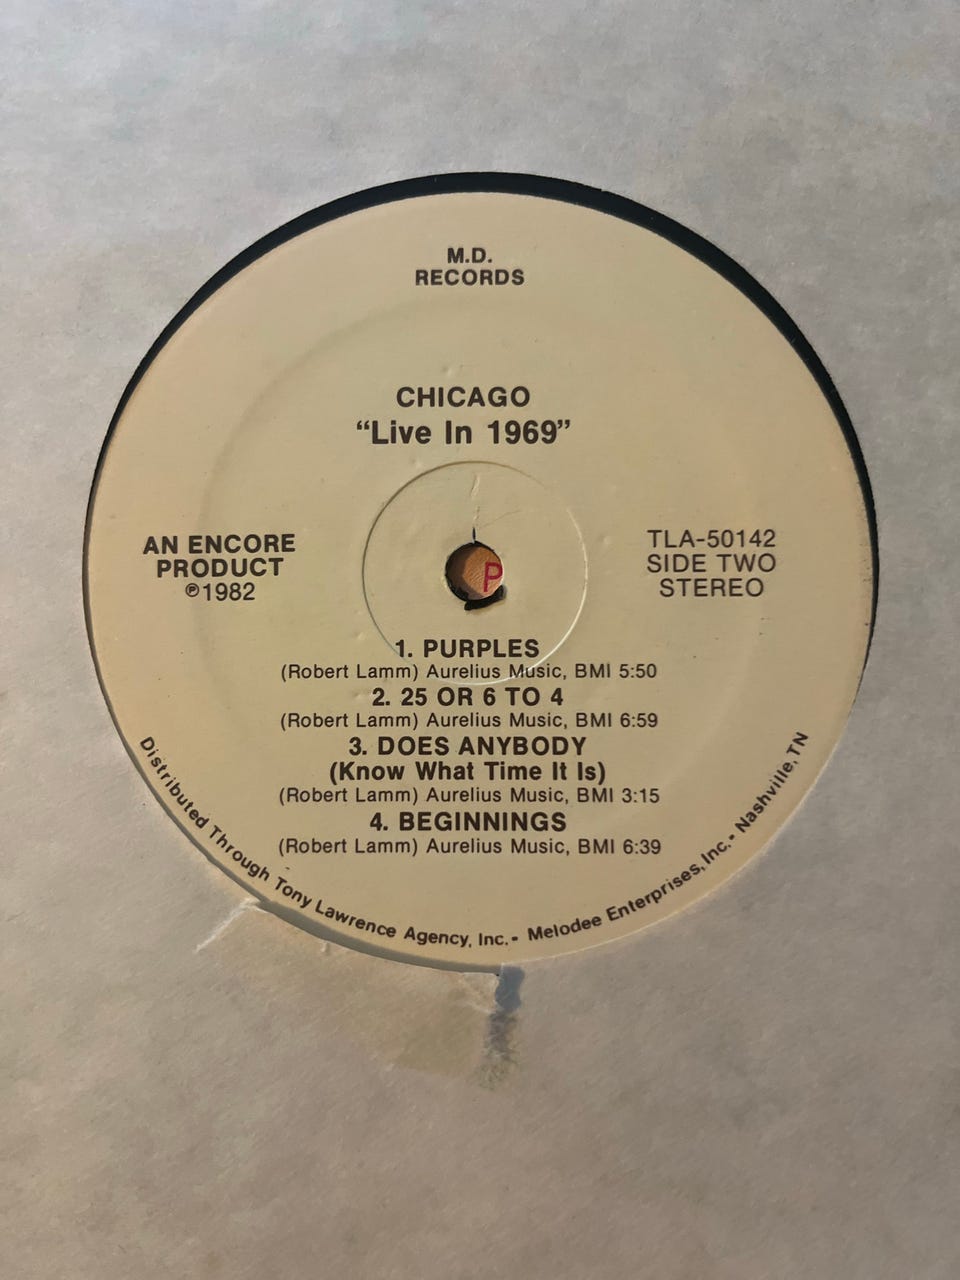 M.D.
RECORDS
CHICAGO
“Live In 1969”
AN ENCORE
PRODUCT
℗1982
TLA-50142
SIDE TWO
STEREO
P
1. PURPLES
(Robert Lamm) Aurelius Music, BMI 5:50
2. 25 OR 6 TO 4
(Robert Lamm) Aurelius Music, BMI 6:59
3. DOES ANYBODY
(Know What Time It Is)
(Robert Lamm) Aurelius Music, BMI 3:15
4. BEGINNINGS
(Robert Lamm) Aurelius Music, BMI 6:39
Distributed Through Tony Lawrence Agency, Inc. - Melodee Enterprises, Inc. - Nashville, TN